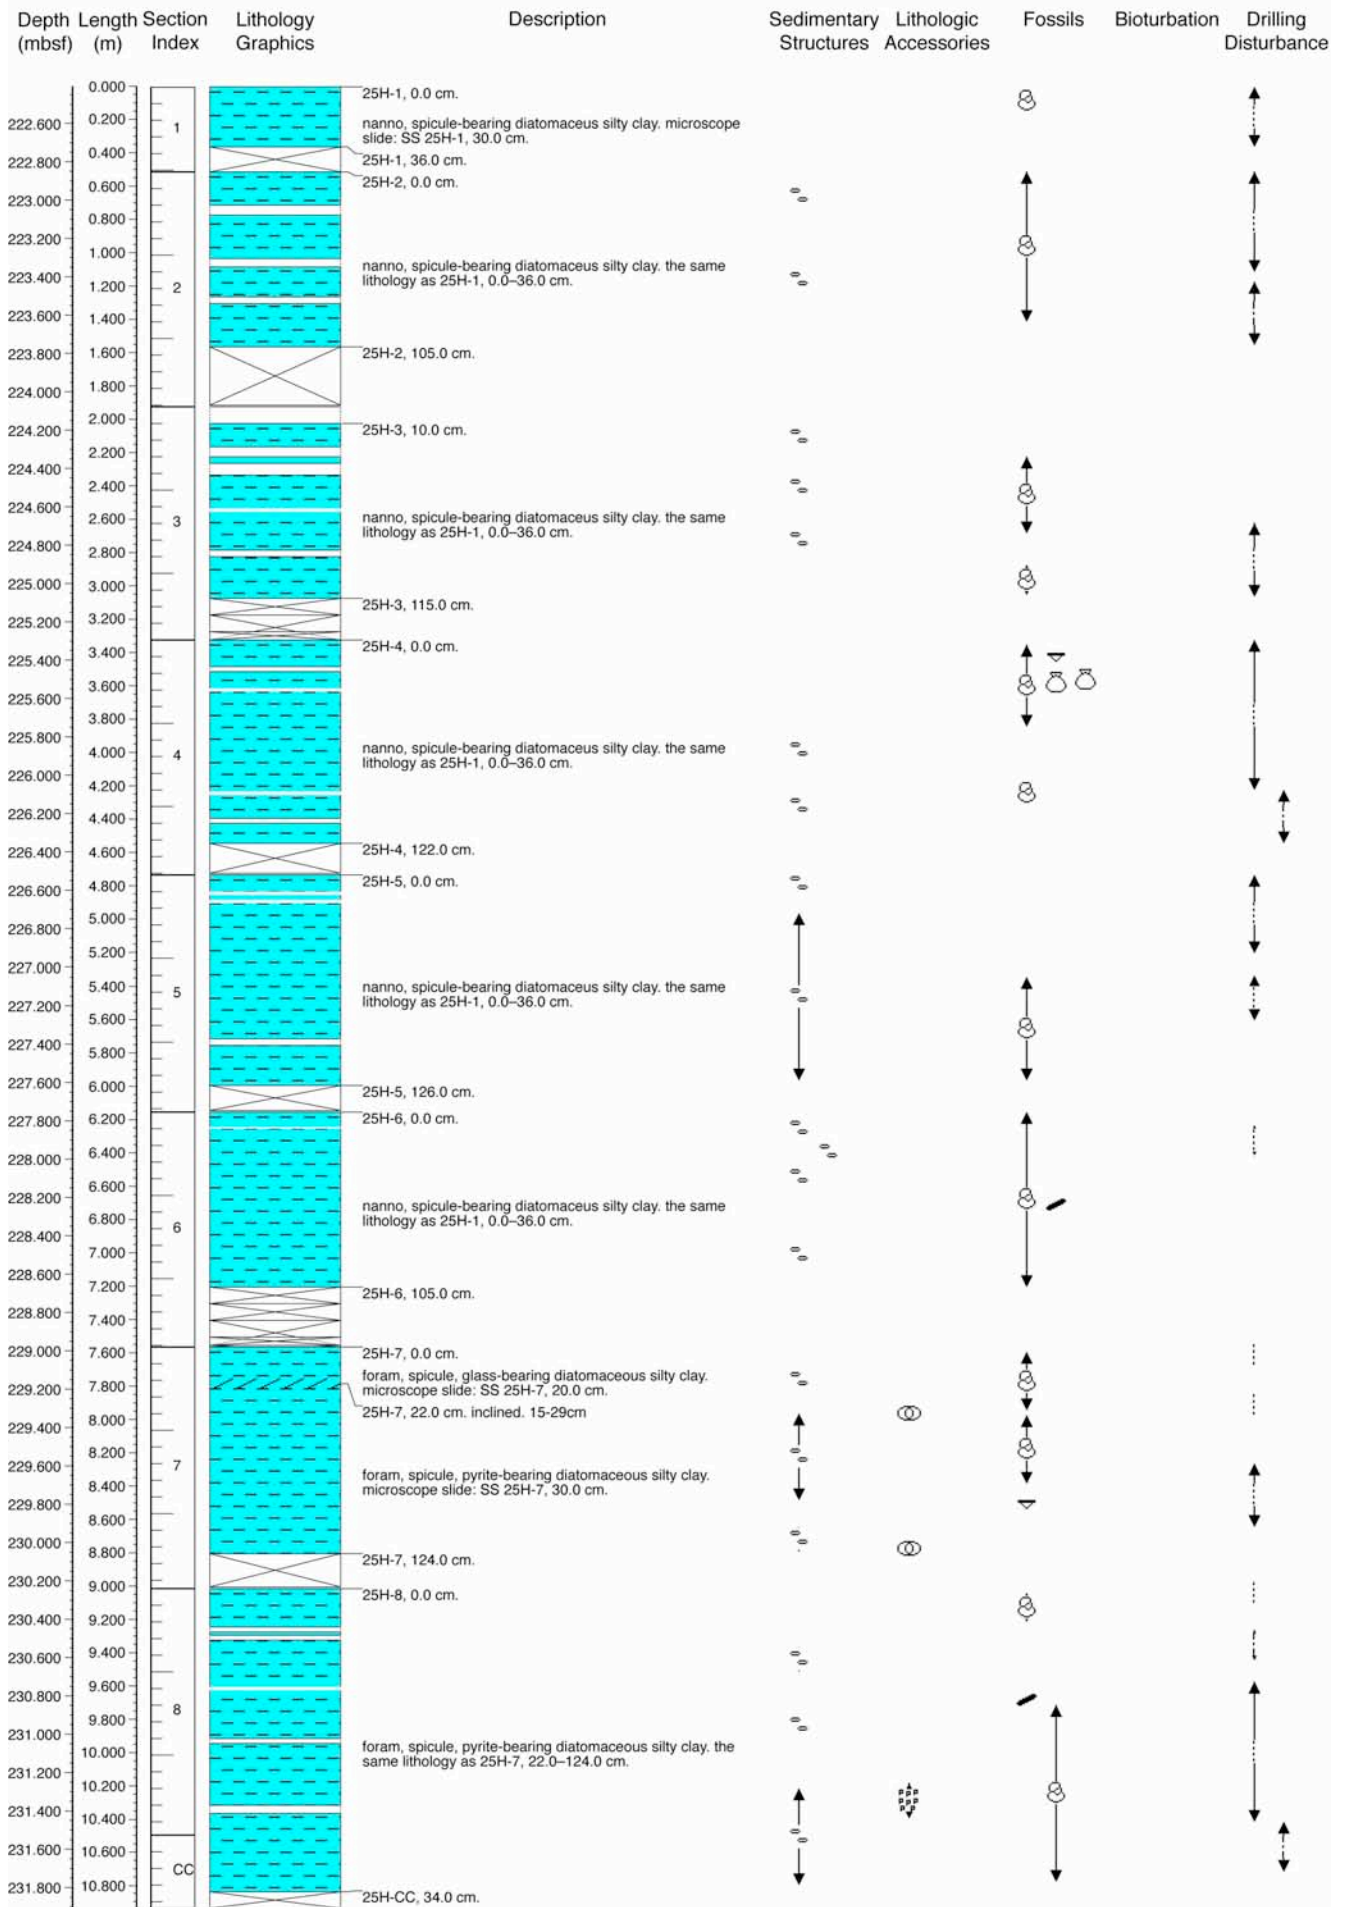 Depth Length Section Lithology Description Sedimentary Lithologic Fossils Bioturbation Drilling
(mbsf) (m) Index Graphics Structures Accessories Disturbance
0.000
25H-1, 0.0 cm.
0.200
222.600
1
nanno, spicule-bearing diatomaceus silty clay. microscope
slide: SS 25H-1, 30.0 cm.
0.400
222.800
25H-1, 36.0 cm.
0.600
25H-2, 0.0 cm.
223.000
0.800
223.200
1.000
nanno, spicule-bearing diatomaceus silty clay. the same
lithology as 25H-1, 0.0–36.0 cm.
223.400
1.200
2
223.600
1.400
223.800
1.600
25H-2, 105.0 cm.
224.000
1.800
2.000
224.200
25H-3, 10.0 cm.
2.200
224.400
2.400
224.600
2.600
3
nanno, spicule-bearing diatomaceus silty clay. the same
lithology as 25H-1, 0.0–36.0 cm.
224.800
2.800
225.000
3.000
25H-3, 115.0 cm.
225.200
3.200
25H-4, 0.0 cm.
225.400
3.400
225.600
3.600
225.800
3.800
4
nanno, spicule-bearing diatomaceus silty clay. the same
lithology as 25H-1, 0.0–36.0 cm.
226.000
4.000
226.200
4.200
4.400
226.400
4.600
25H-4, 122.0 cm.
226.600
4.800
25H-5, 0.0 cm.
226.800
5.000
227.000
5.200
227.200
5.400
5
nanno, spicule-bearing diatomaceus silty clay. the same
lithology as 25H-1, 0.0–36.0 cm.
5.600
227.400
5.800
227.600
6.000
25H-5, 126.0 cm.
227.800
6.200
25H-6, 0.0 cm.
228.000
6.400
228.200
6.600
nanno, spicule-bearing diatomaceus silty clay. the same
lithology as 25H-1, 0.0–36.0 cm.
228.400
6.800
6
228.600
7.000
7.200
25H-6, 105.0 cm.
228.800
7.400
229.000
7.600
25H-7, 0.0 cm.
229.200
7.800
foram, spicule, glass-bearing diatomaceous silty clay.
microscope slide: SS 25H-7, 20.0 cm.
229.400
8.000
25H-7, 22.0 cm. inclined. 15-29cm
229.600
8.200
7
foram, spicule, pyrite-bearing diatomaceous silty clay.
microscope slide: SS 25H-7, 30.0 cm.
8.400
229.800
8.600
230.000
8.800
25H-7, 124.0 cm.
230.200
9.000
25H-8, 0.0 cm.
230.400
9.200
230.600
9.400
230.800
9.600
8
231.000
9.800
foram, spicule, pyrite-bearing diatomaceous silty clay. the
same lithology as 25H-7, 22.0–124.0 cm.
10.000
231.200
10.200
P P P
P P P
P P
231.400
10.400
231.600
10.600
CC
231.800
10.800
25H-CC, 34.0 cm.